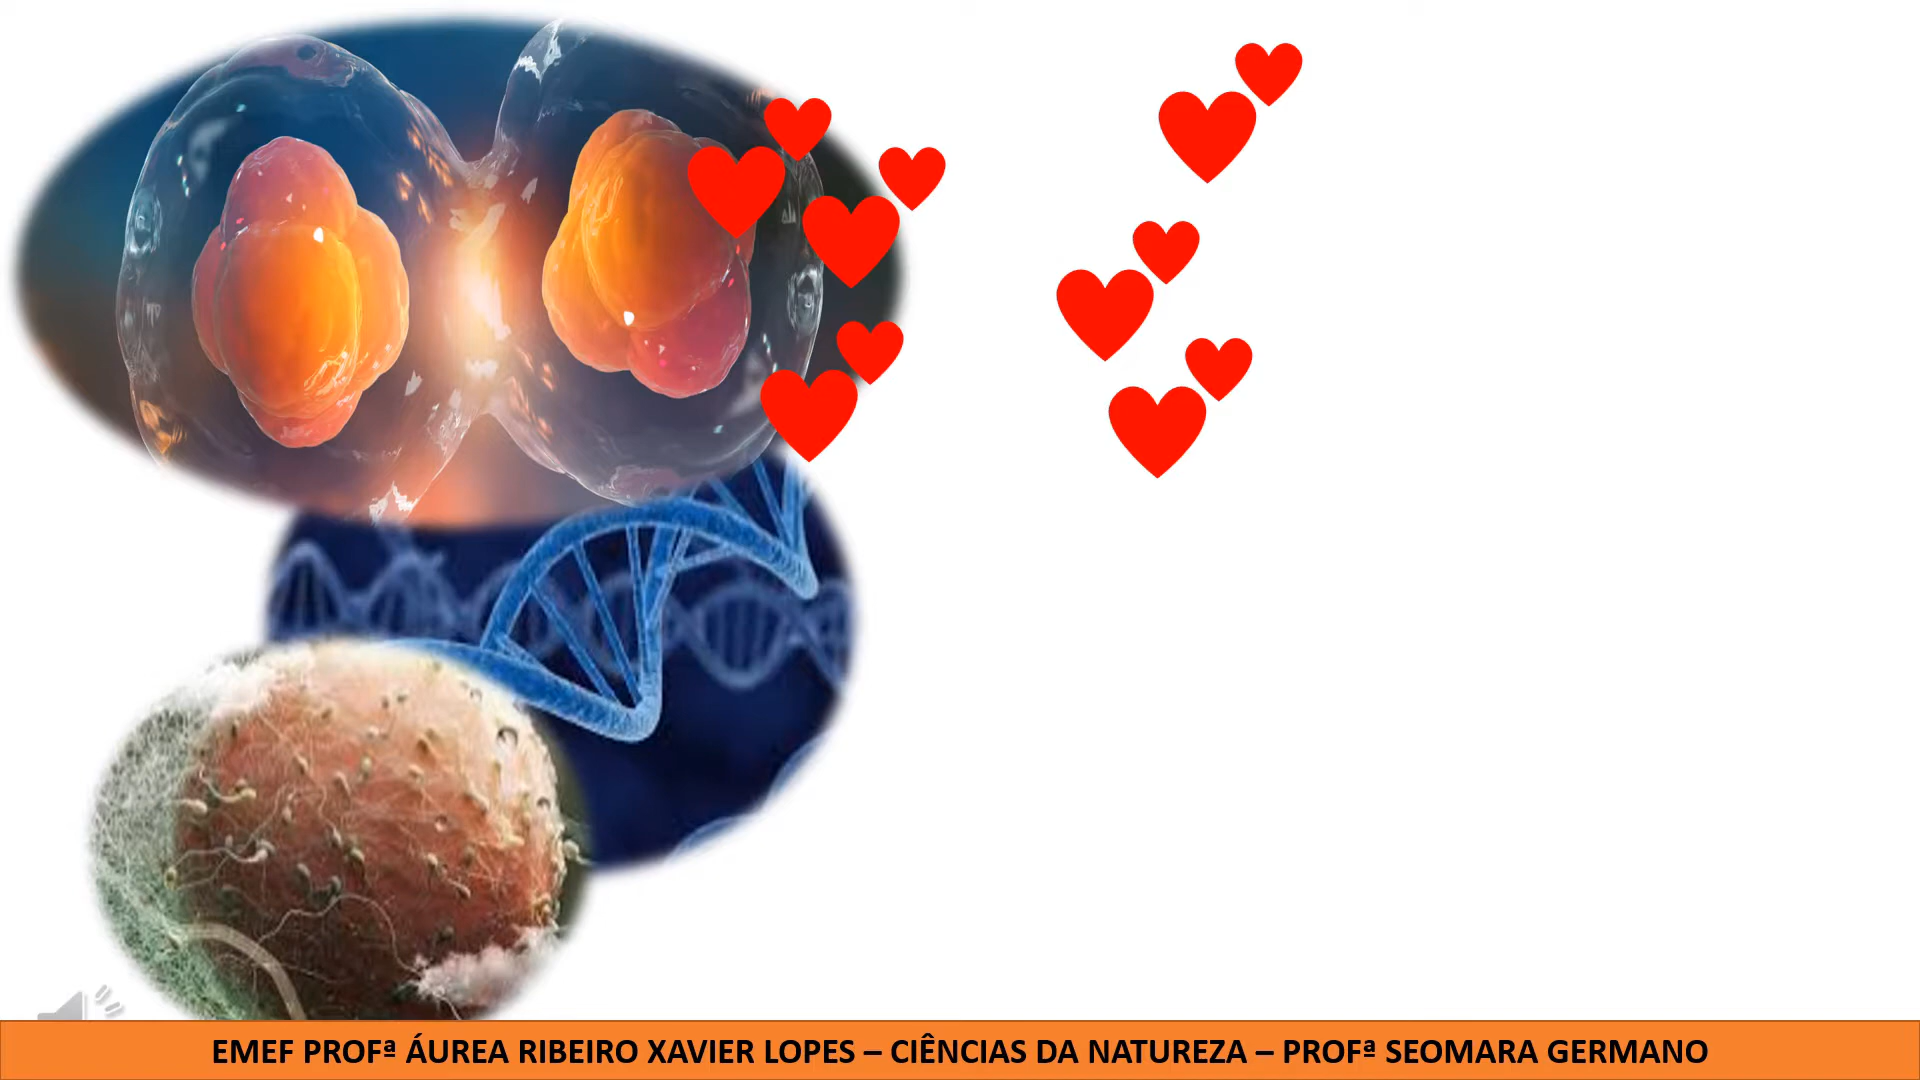 EMEF PROFª ÁUREA RIBEIRO XAVIER LOPES – CIÊNCIAS DA NATUREZA – PROFª SEOMARA GERMANO